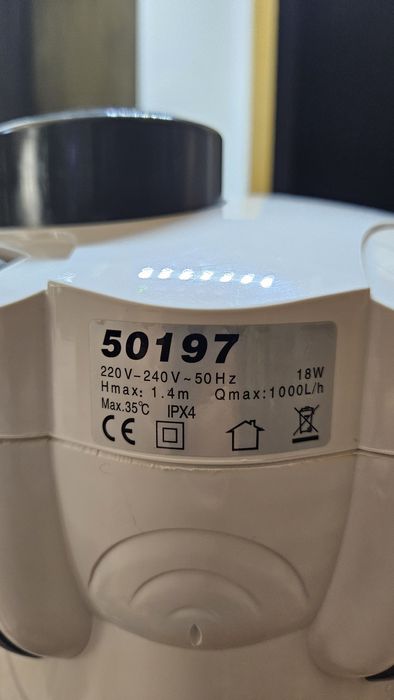 50197
220V-240V~50Hz 18W
Hmax: 1.4m Qmax:1000L/h
Max.35℃ IPX4
CE